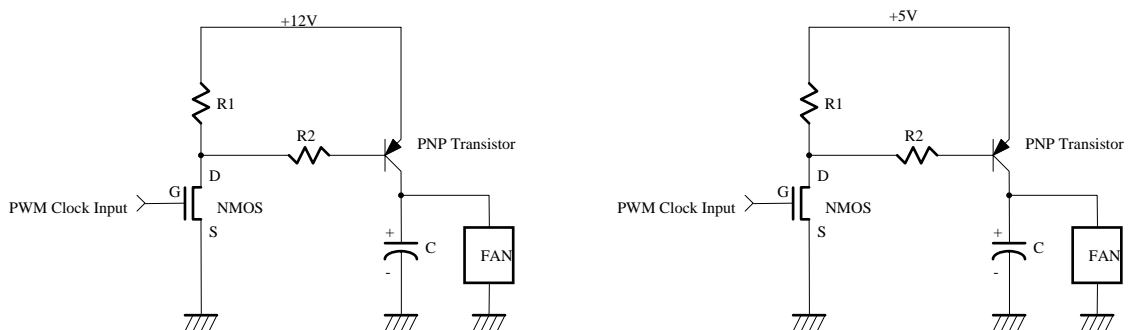 +12V
R1
R2
PNP Transistor
D
G
PWM Clock Input
NMOS
S
+
C
FAN
-
+5V
R1
R2
PNP Transistor
D
G
PWM Clock Input
NMOS
S
+
C
FAN
-